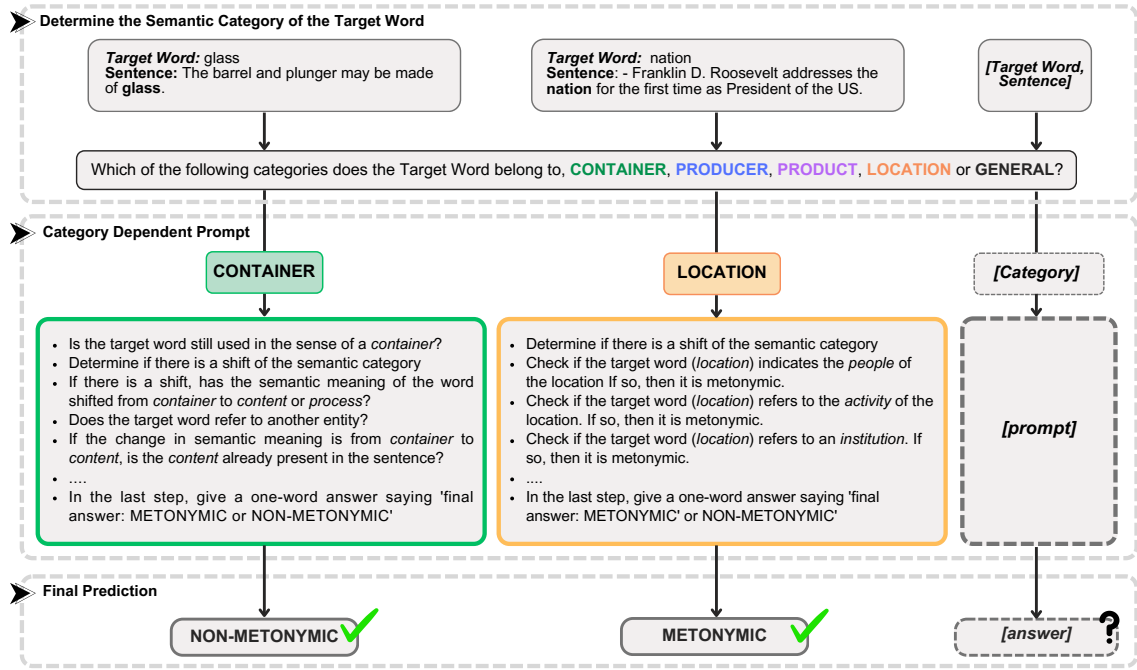 Determine the Semantic Category of the Target Word
Target Word: glass
Sentence: The barrel and plunger may be made
of glass.
Target Word: nation
Sentence: - Franklin D. Roosevelt addresses the
nation for the first time as President of the US.
[Target Word,
Sentence]
Which of the following categories does the Target Word belong to, CONTAINER, PRODUCER, PRODUCT, LOCATION or GENERAL?
Category Dependent Prompt
CONTAINER
LOCATION
[Category]
• Is the target word still used in the sense of a container?
• Determine if there is a shift of the semantic category
• If there is a shift, has the semantic meaning of the word
shifted from container to content or process?
• Does the target word refer to another entity?
• If the change in semantic meaning is from container to
content, is the content already present in the sentence?
• ....
• In the last step, give a one-word answer saying 'final
answer: METONYMIC or NON-METONYMIC'
• Determine if there is a shift of the semantic category
• Check if the target word (location) indicates the people of
the location If so, then it is metonymic.
• Check if the target word (location) refers to the activity of the
location. If so, then it is metonymic.
• Check if the target word (location) refers to an institution. If
so, then it is metonymic.
• ....
• In the last step, give a one-word answer saying 'final
answer: METONYMIC' or NON-METONYMIC'
[prompt]
Final Prediction
NON-METONYMIC
METONYMIC
[answer]
?